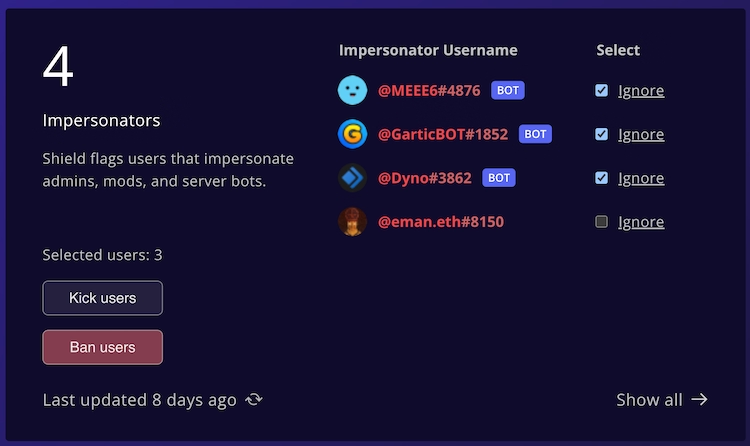 4
Impersonators
Shield flags users that impersonate
admins, mods, and server bots.
Selected users: 3
Kick users
Ban users
Last updated 8 days ago
Impersonator Username Select
@MEEE6#4876 BOT Ignore
@GarticBOT#1852 BOT Ignore
@Dyno#3862 BOT Ignore
@eman.eth#8150 Ignore
Show all →